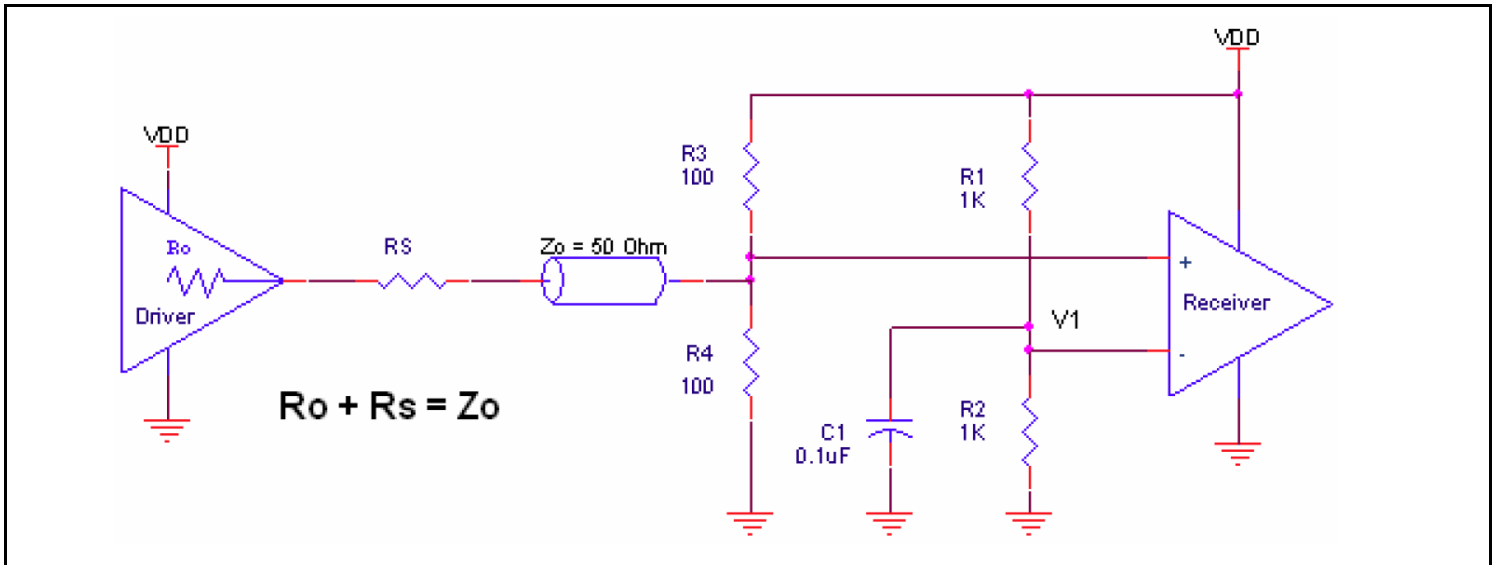 VDD
VDD
R3
100
R1
1K
Ro
RS
Zo = 50 Ohm
+
Receiver
Driver
V1
-
R4
100
Ro + Rs = Zo
R2
1K
C1
0.1uF